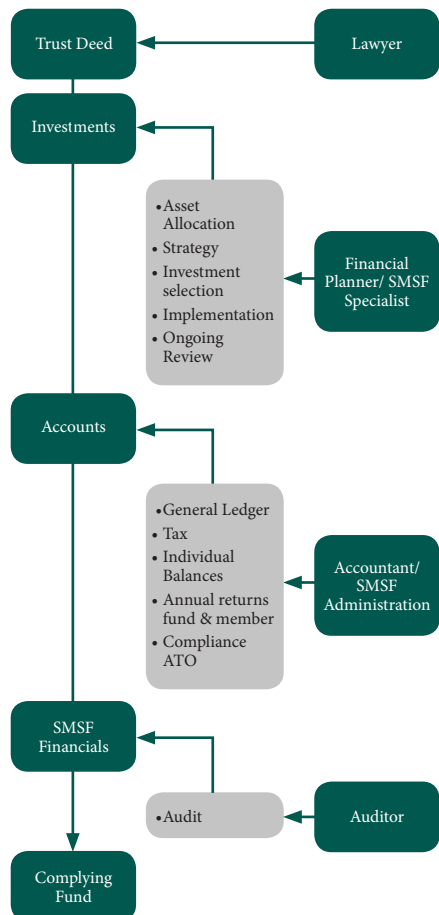 Trust Deed
Lawyer
Investments
•Asset
Allocation
• Strategy
• Investment
selection
• Implementation
• Ongoing
Review
Financial
Planner/ SMSF
Specialist
Accounts
•General Ledger
• Tax
• Individual
Balances
• Annual returns
fund & member
• Compliance
ATO
Accountant/
SMSF
Administration
SMSF
Financials
•Audit
Auditor
Complying
Fund